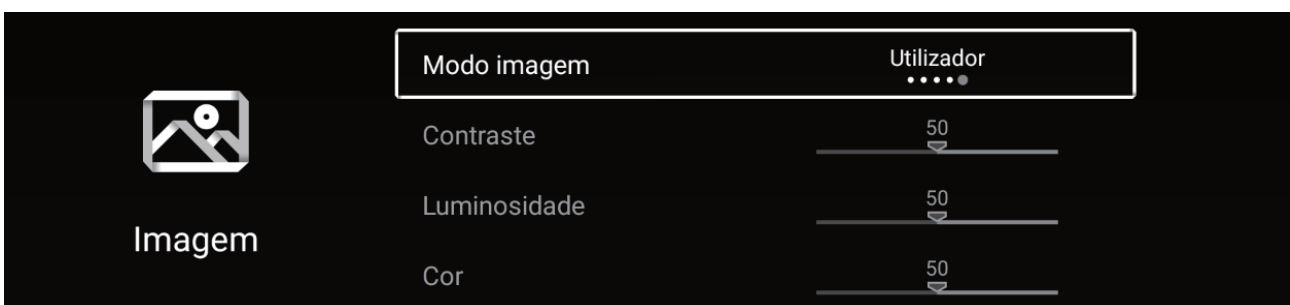 Modo imagem
Utilizador
Contraste
50
Luminosidade
50
Imagem
Cor
50